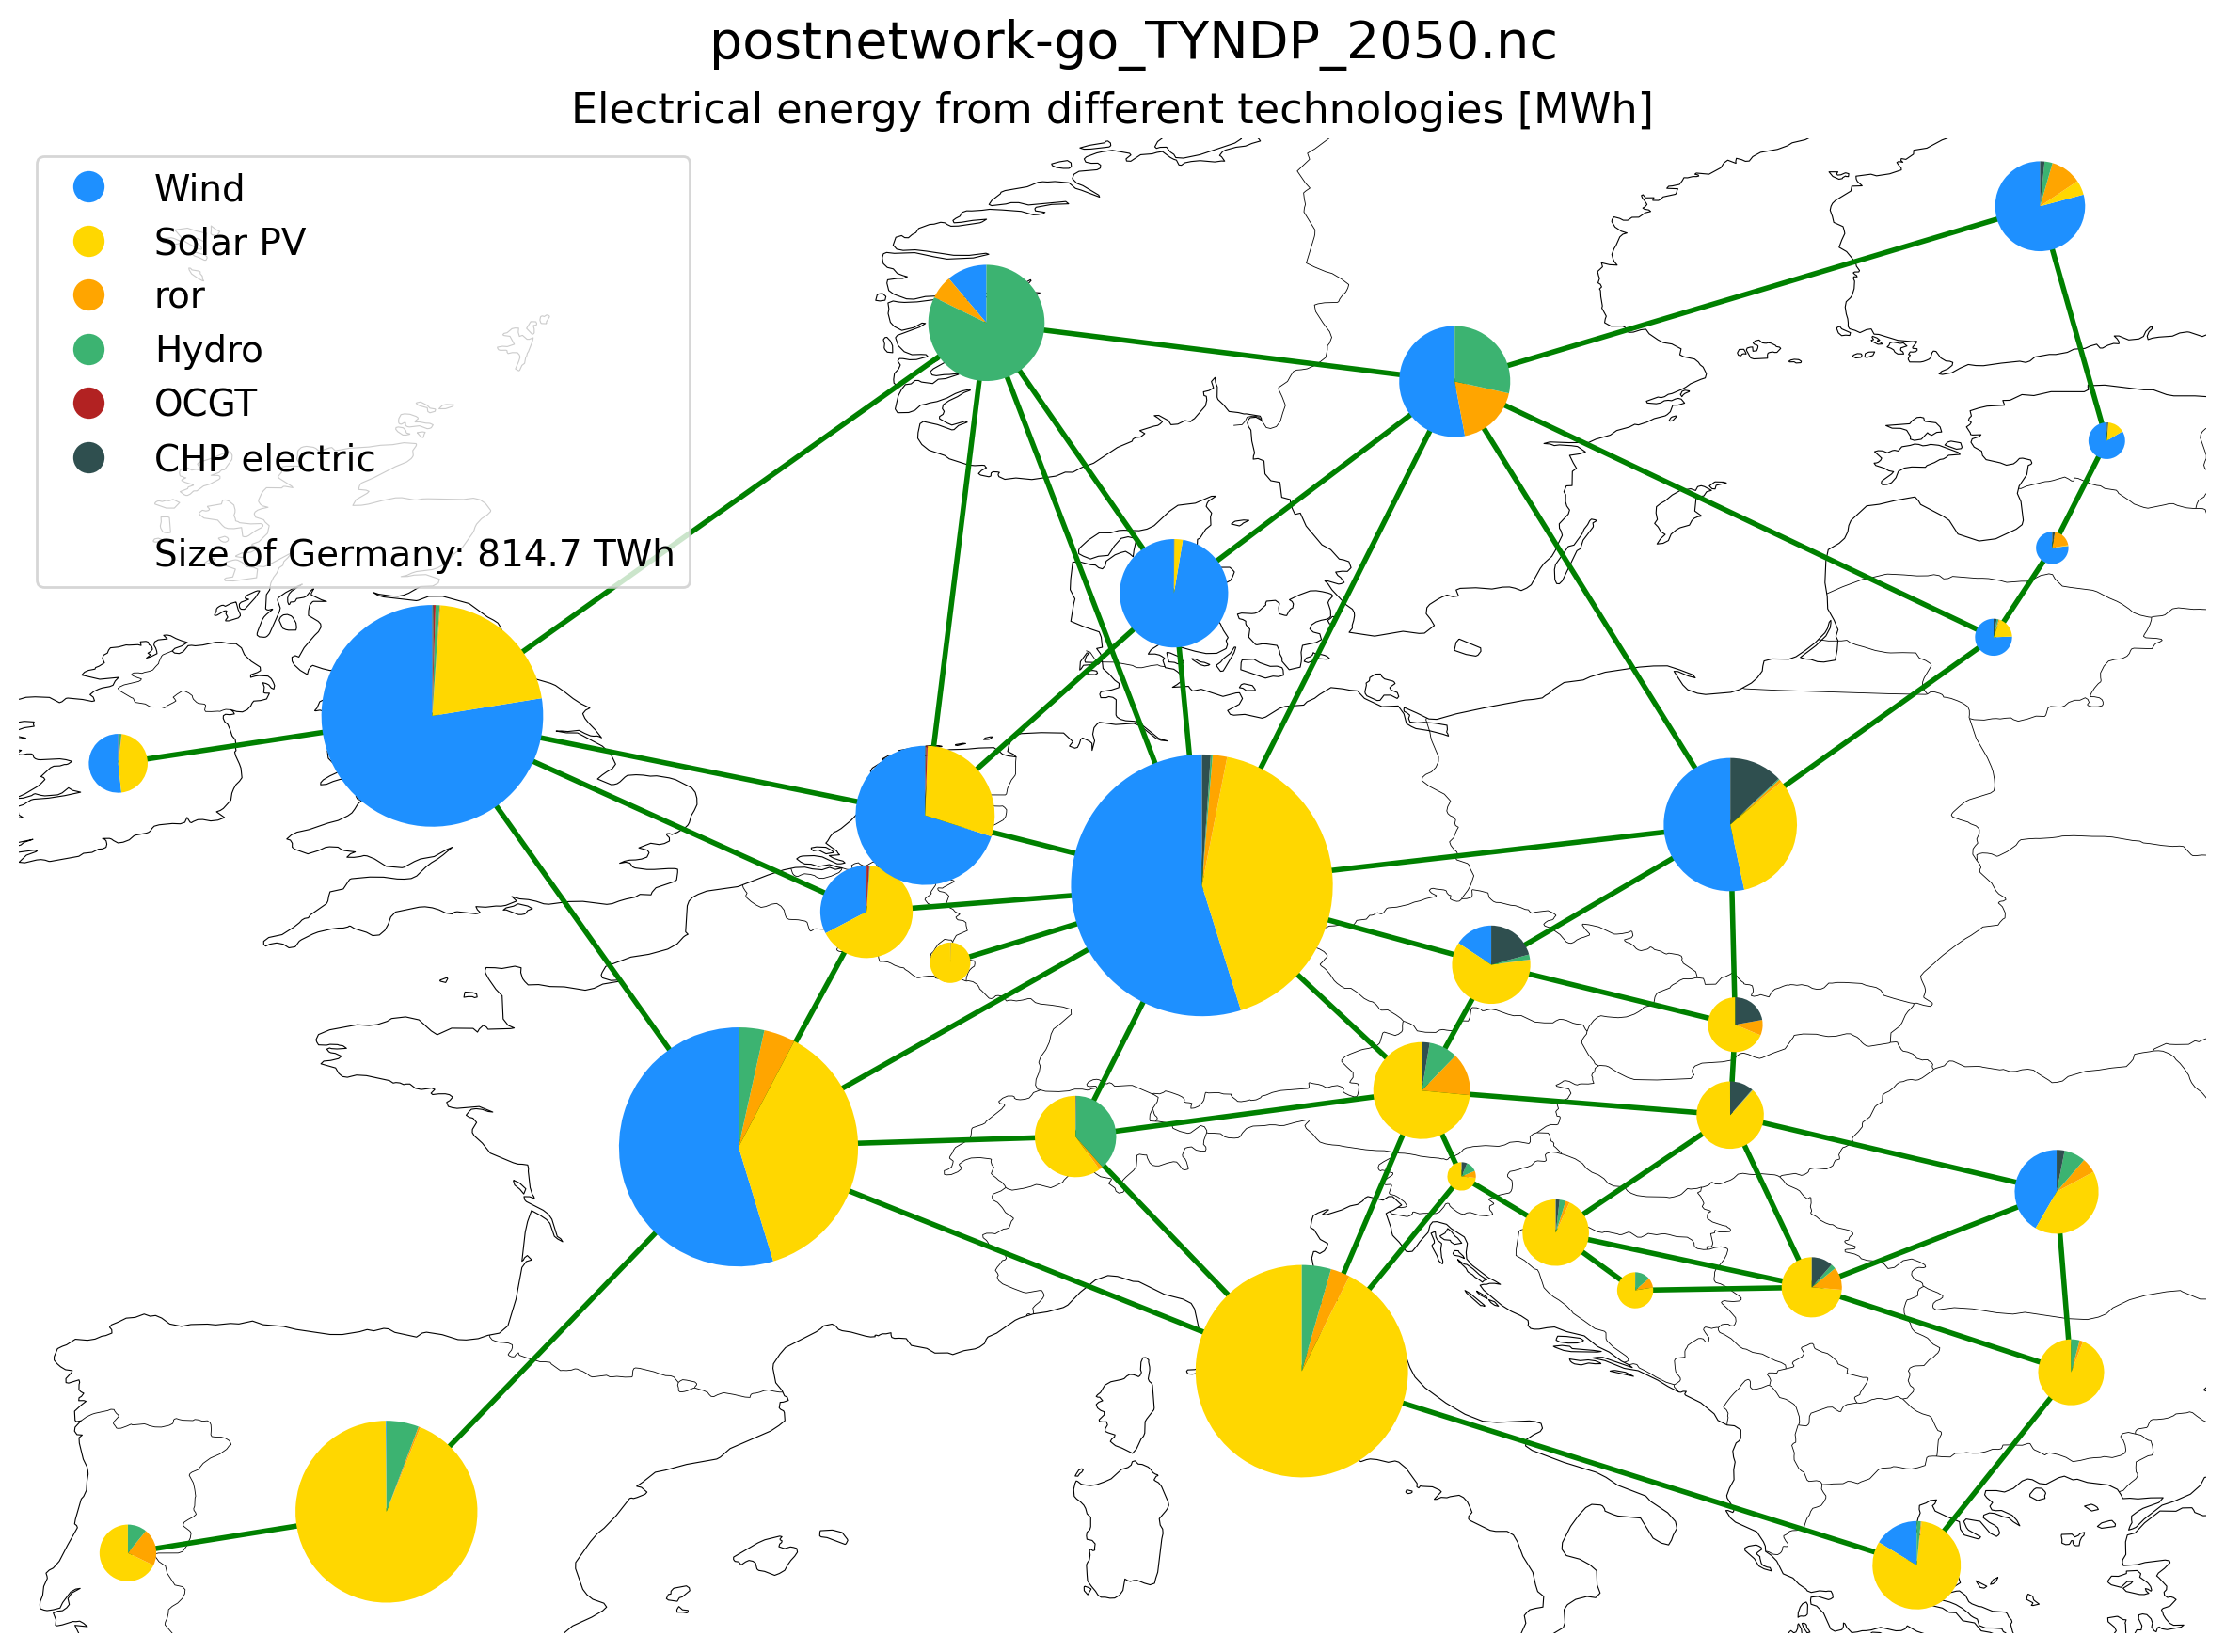 postnetwork-go_TYNDP_2050.nc
Electrical energy from different technologies [MWh]
Wind
Solar PV
ror
Hydro
OCGT
CHP electric
Size of Germany: 814.7 TWh